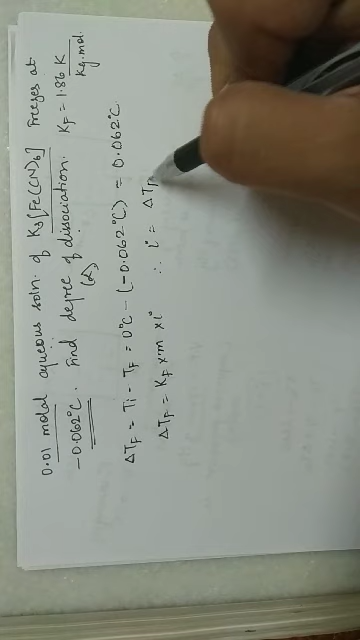 0.01 molal aqueous soln. of K₃[Fe(CN)₆] freezes at
-0.062°C. Find degree of dissociation. Kf = 1.86 K/kg.mol.
(α)
ΔTf = Ti - Tf = 0°C - (-0.062°C) = 0.062°C.
ΔTf = Kf x m x i ∴ i = ΔTf